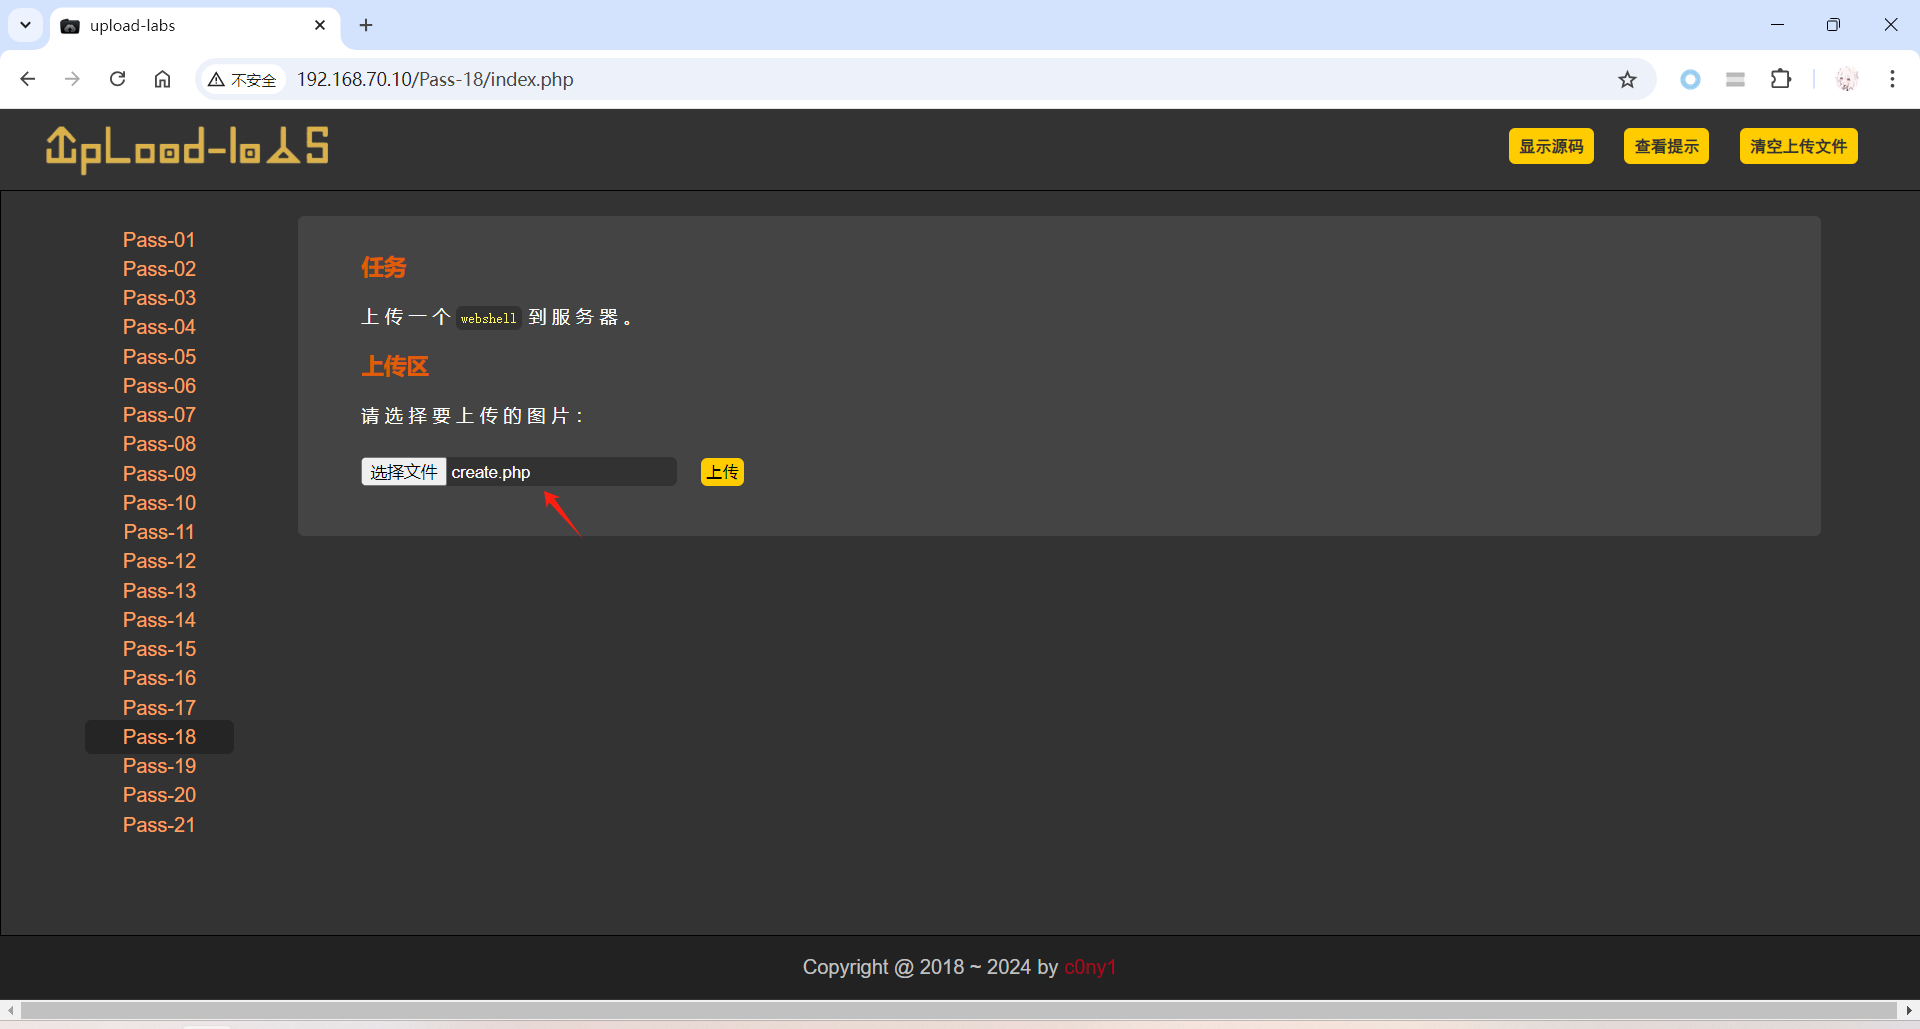 upload-labs
不安全 192.168.70.10/Pass-18/index.php
UpLoad-labs
显示源码 查看提示 清空上传文件
Pass-01
Pass-02
Pass-03
Pass-04
Pass-05
Pass-06
Pass-07
Pass-08
Pass-09
Pass-10
Pass-11
Pass-12
Pass-13
Pass-14
Pass-15
Pass-16
Pass-17
Pass-18
Pass-19
Pass-20
Pass-21
任务
上传一个 webshell 到服务器。
上传区
请选择要上传的图片：
选择文件 create.php 上传
Copyright @ 2018 ~ 2024 by c0ny1